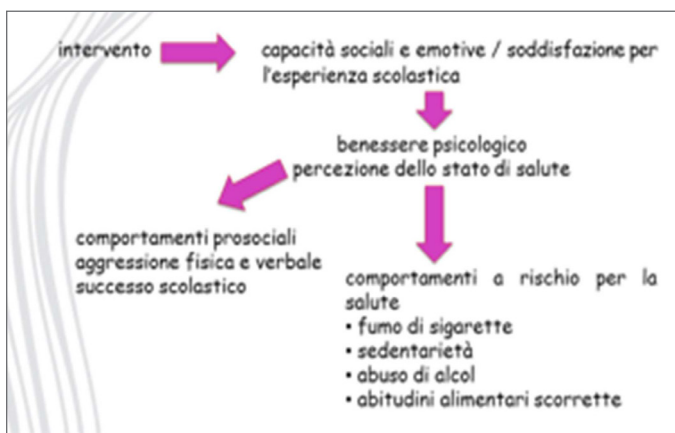 intervento
capacità sociali e emotive / soddisfazione per
l'esperienza scolastica
benessere psicologico
percezione dello stato di salute
comportamenti prosociali
aggressione fisica e verbale
successo scolastico
comportamenti a rischio per la
salute
• fumo di sigarette
• sedentarietà
• abuso di alcol
• abitudini alimentari scorrette